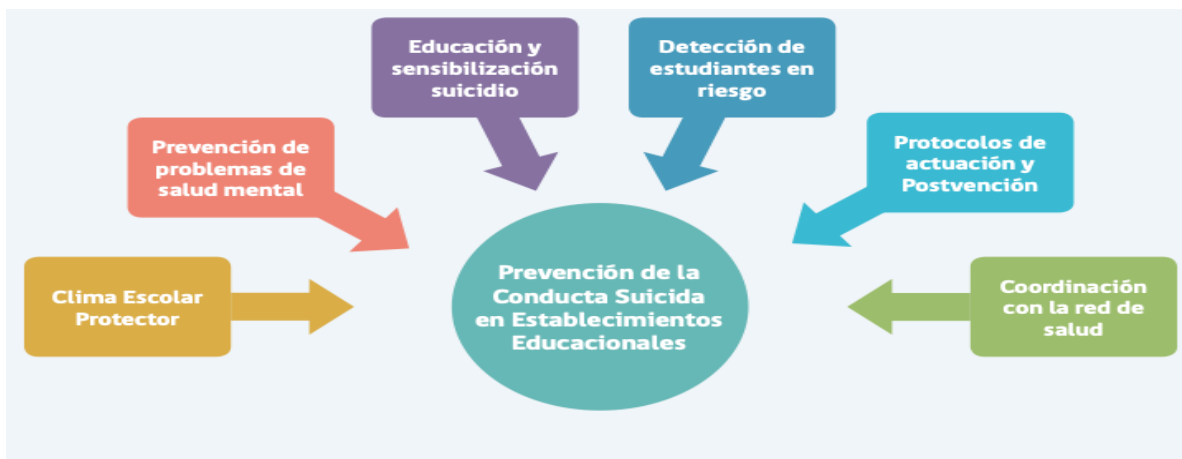 Educación y
sensibilización
suicidio
Detección de
estudiantes en
riesgo
Prevención de
problemas de
salud mental
Protocolos de
actuación y
Postvención
Clima Escolar
Protector
Prevención de la
Conducta Suicida
en Establecimientos
Educacionales
Coordinación
con la red de
salud